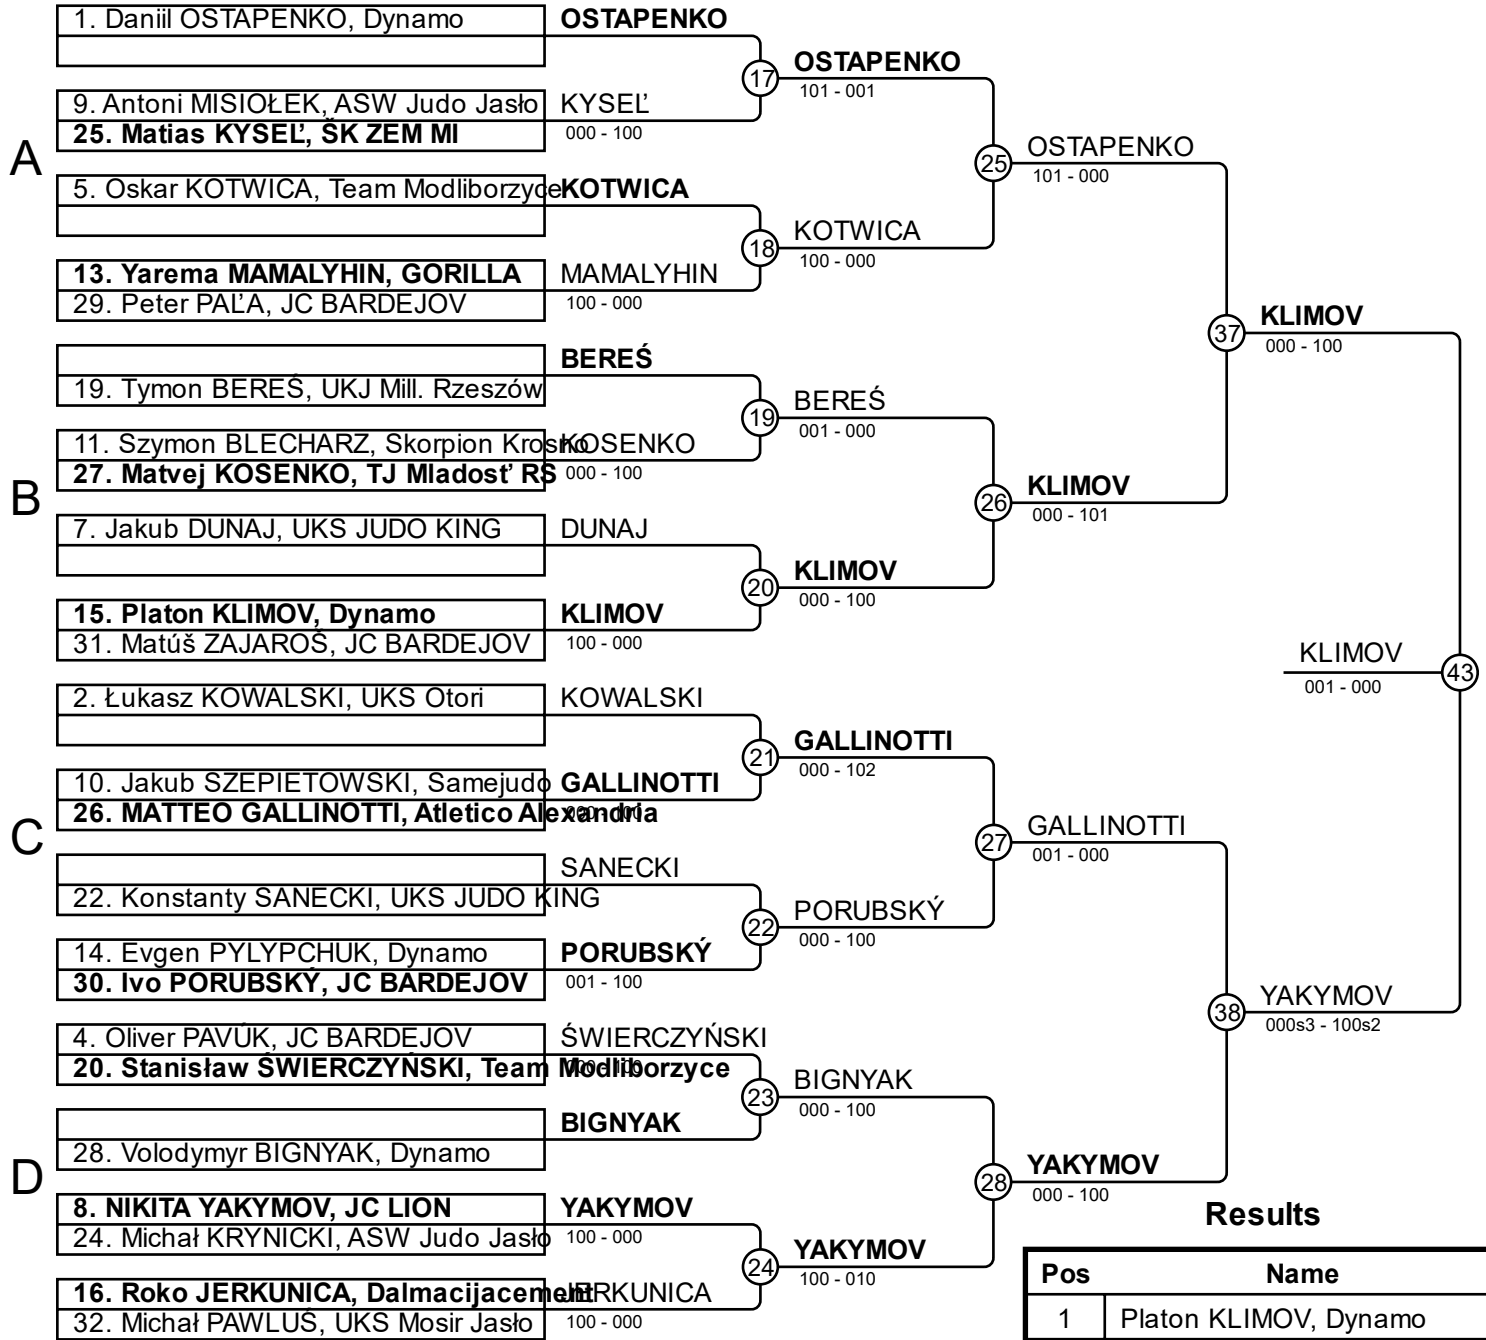 1. Daniil OSTAPENKO, Dynamo
OSTAPENKO
17
OSTAPENKO
101 - 001
9. Antoni MISIOŁEK, ASW Judo Jasło
KYSEĽ
25. Matias KYSEĽ, ŠK ZEM MI
000 - 100
A
25
OSTAPENKO
101 - 000
5. Oskar KOTWICA, Team Modliborzyce
KOTWICA
18
KOTWICA
100 - 000
13. Yarema MAMALYHIN, GORILLA
MAMALYHIN
29. Peter PAĽA, JC BARDEJOV
100 - 000
37
KLIMOV
000 - 100
BEREŚ
19. Tymon BEREŚ, UKJ Mill. Rzeszów
19
BEREŚ
001 - 000
11. Szymon BLECHARZ, Skorpion Krosno
KOSENKO
27. Matvej KOSENKO, TJ Mladosť RS
000 - 100
B
26
KLIMOV
000 - 101
7. Jakub DUNAJ, UKS JUDO KING
DUNAJ
20
KLIMOV
000 - 100
15. Platon KLIMOV, Dynamo
KLIMOV
31. Matúš ZAJAROŠ, JC BARDEJOV
100 - 000
KLIMOV
43
001 - 000
2. Łukasz KOWALSKI, UKS Otori
KOWALSKI
21
GALLINOTTI
000 - 102
10. Jakub SZEPIETOWSKI, Samejudo
GALLINOTTI
26. MATTEO GALLINOTTI, Atletico Alexandria
000 - 100
C
27
GALLINOTTI
001 - 000
SANECKI
22. Konstanty SANECKI, UKS JUDO KING
22
PORUBSKÝ
000 - 100
14. Evgen PYLYPCHUK, Dynamo
PORUBSKÝ
30. Ivo PORUBSKÝ, JC BARDEJOV
001 - 100
38
YAKYMOV
000s3 - 100s2
4. Oliver PAVÚK, JC BARDEJOV
ŚWIERCZYŃSKI
20. Stanisław ŚWIERCZYŃSKI, Team Modliborzyce
000 - 100
23
BIGNYAK
000 - 100
BIGNYAK
28. Volodymyr BIGNYAK, Dynamo
D
28
YAKYMOV
000 - 100
8. NIKITA YAKYMOV, JC LION
YAKYMOV
24. Michał KRYNICKI, ASW Judo Jasło
100 - 000
24
YAKYMOV
100 - 010
16. Roko JERKUNICA, Dalmacijacement
JERKUNICA
32. Michał PAWLUŚ, UKS Mosir Jasło
100 - 000
Results
Pos Name
1 Platon KLIMOV, Dynamo